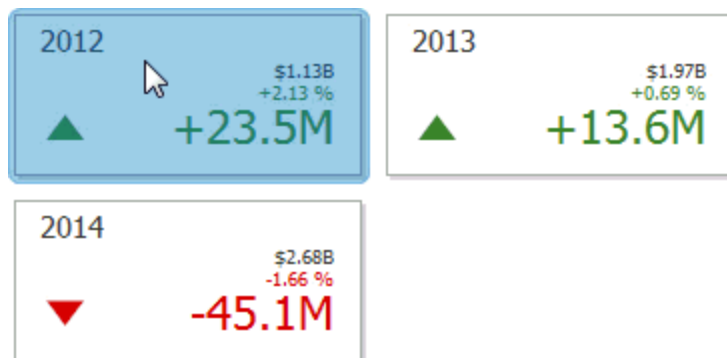 2012
$1.13B
+2.13 %
+23.5M
2013
$1.97B
+0.69 %
+13.6M
2014
$2.68B
-1.66 %
-45.1M